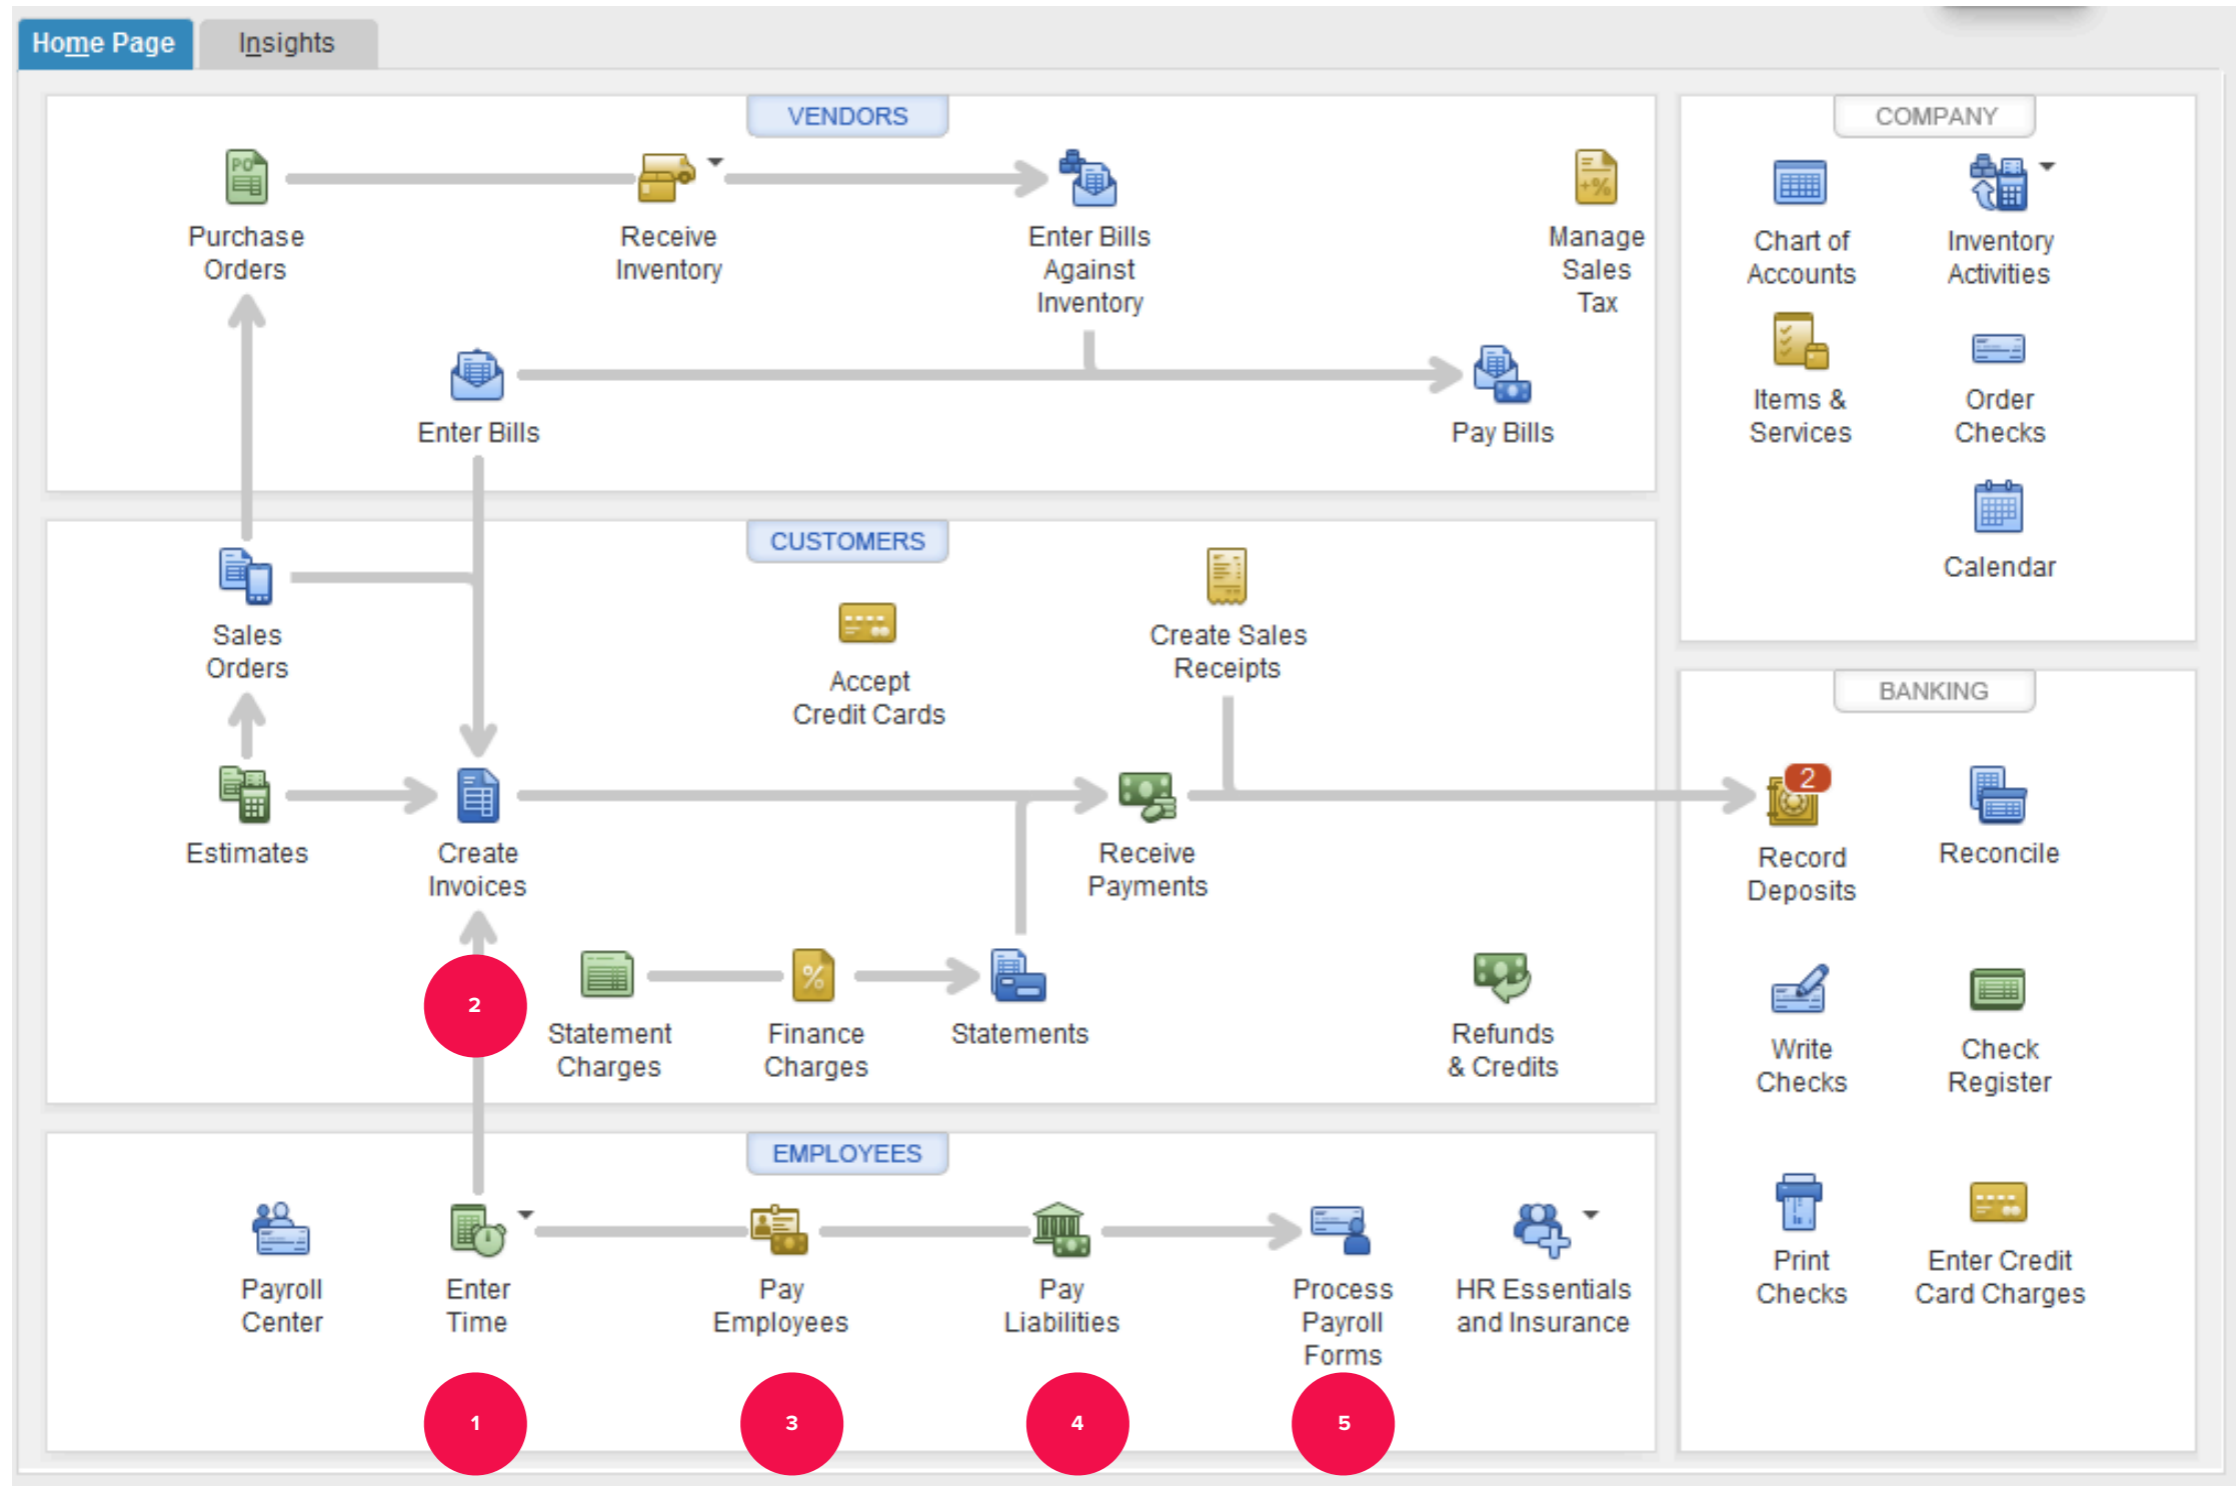 Home Page
Insights
VENDORS
PO
Purchase
Orders
Receive
Inventory
Enter Bills
Against
Inventory
+%
Manage
Sales
Tax
Enter Bills
Pay Bills
COMPANY
Chart of
Accounts
Inventory
Activities
Items &
Services
Order
Checks
Calendar
CUSTOMERS
Sales
Orders
Accept
Credit Cards
Create Sales
Receipts
Estimates
Create
Invoices
Receive
Payments
2
Statement
Charges
%
Finance
Charges
Statements
Refunds
& Credits
BANKING
2
Record
Deposits
Reconcile
Write
Checks
Check
Register
Print
Checks
Enter Credit
Card Charges
EMPLOYEES
Payroll
Center
Enter
Time
Pay
Employees
Pay
Liabilities
Process
Payroll
Forms
HR Essentials
and Insurance
1
3
4
5